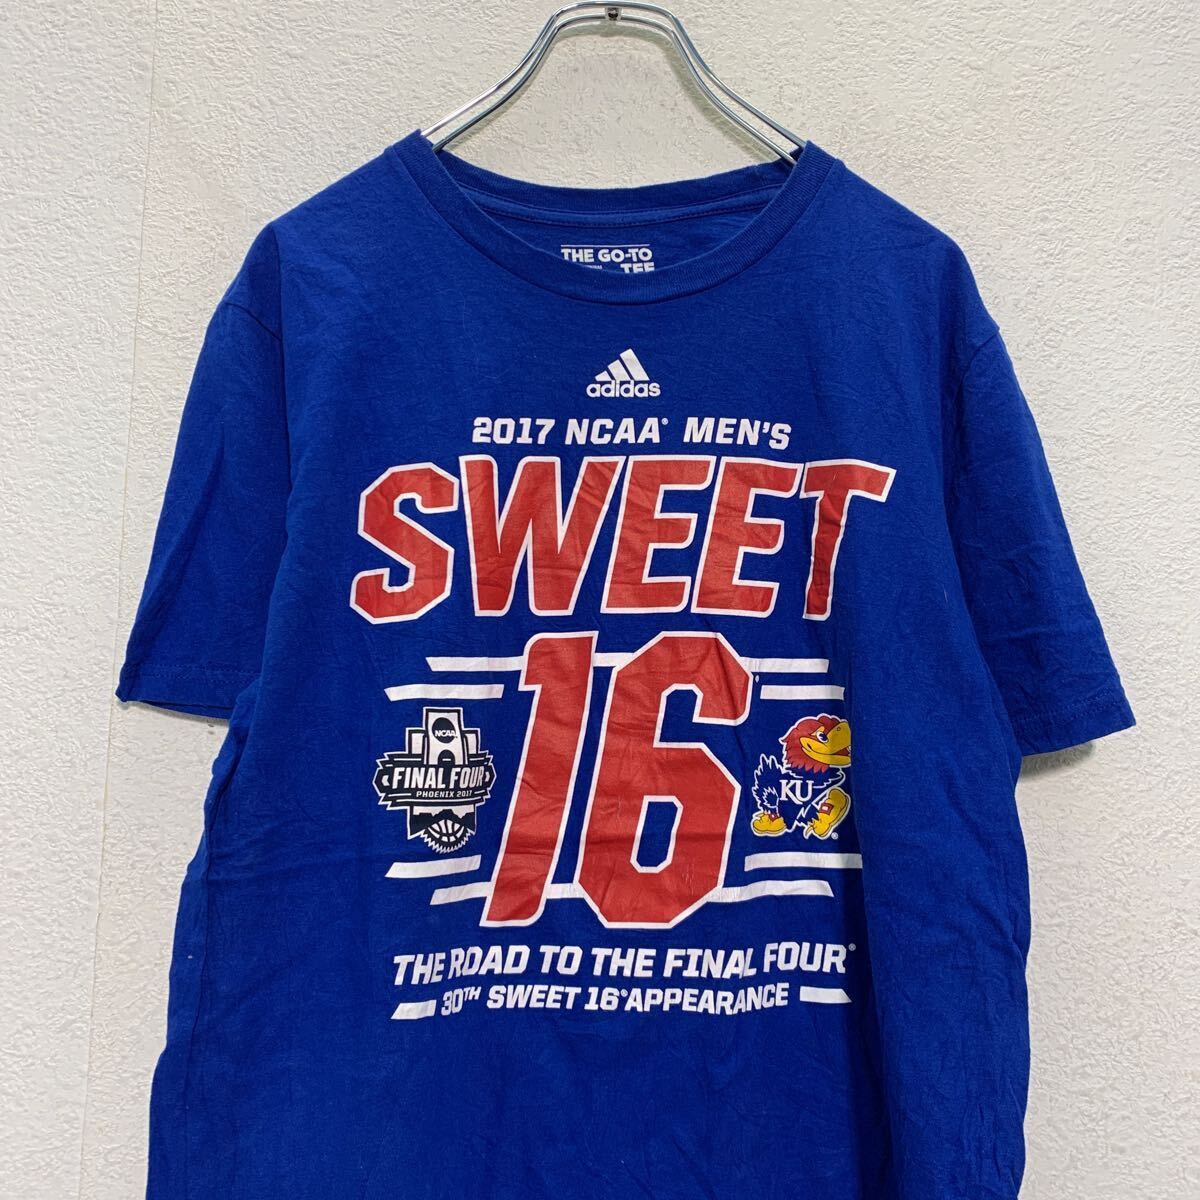 THE GO-TO
TEE
adidas
2017 NCAA® MEN'S
SWEET
16®
NCAA
FINAL FOUR
PHOENIX 2017
KU
®
THE ROAD TO THE FINAL FOUR®
30TH SWEET 16® APPEARANCE